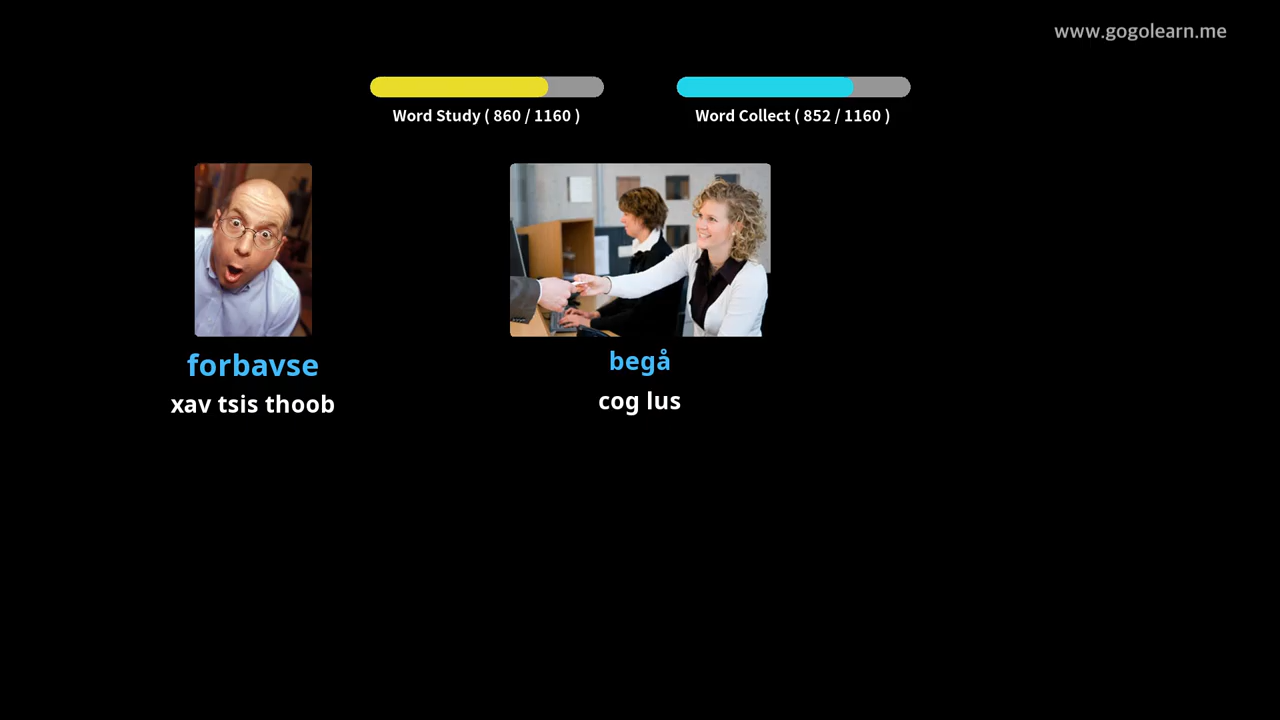 www.gogolearn.me
Word Study ( 860 / 1160 )
Word Collect ( 852 / 1160 )
forbavse
xav tsis thoob
begå
cog lus